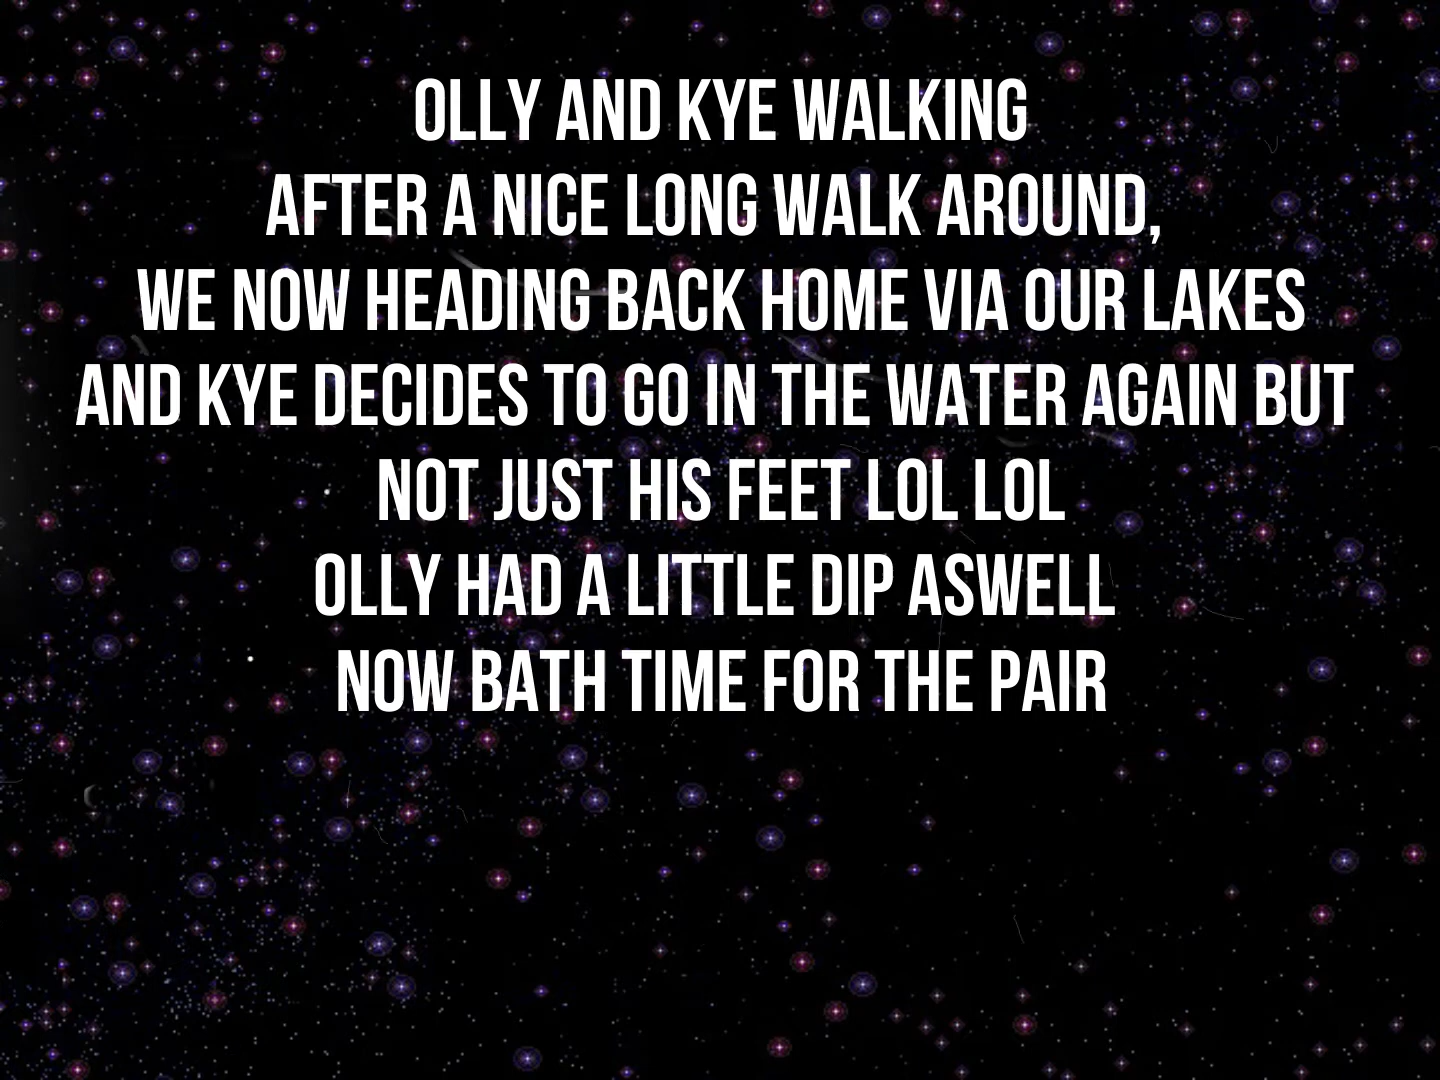 OLLY AND KYE WALKING
AFTER A NICE LONG WALK AROUND,
WE NOW HEADING BACK HOME VIA OUR LAKES
AND KYE DECIDES TO GO IN THE WATER AGAIN BUT
NOT JUST HIS FEET LOL LOL
OLLY HAD A LITTLE DIP ASWELL
NOW BATH TIME FOR THE PAIR